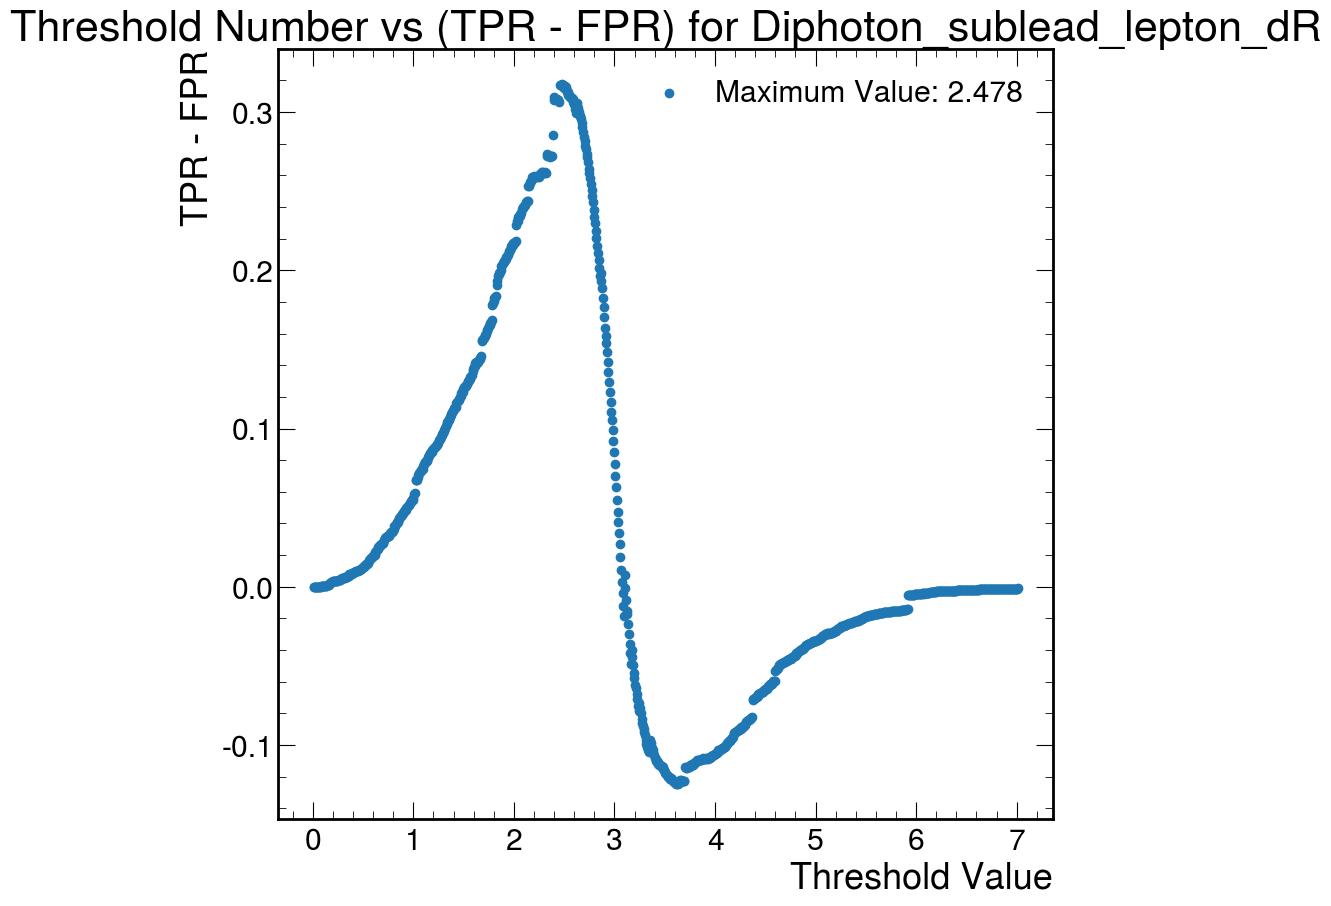 Threshold Number vs (TPR - FPR) for Diphoton_sublead_lepton_dR
TPR - FPR
Maximum Value: 2.478
0.3
0.2
0.1
0.0
-0.1
0 1 2 3 4 5 6 7
Threshold Value